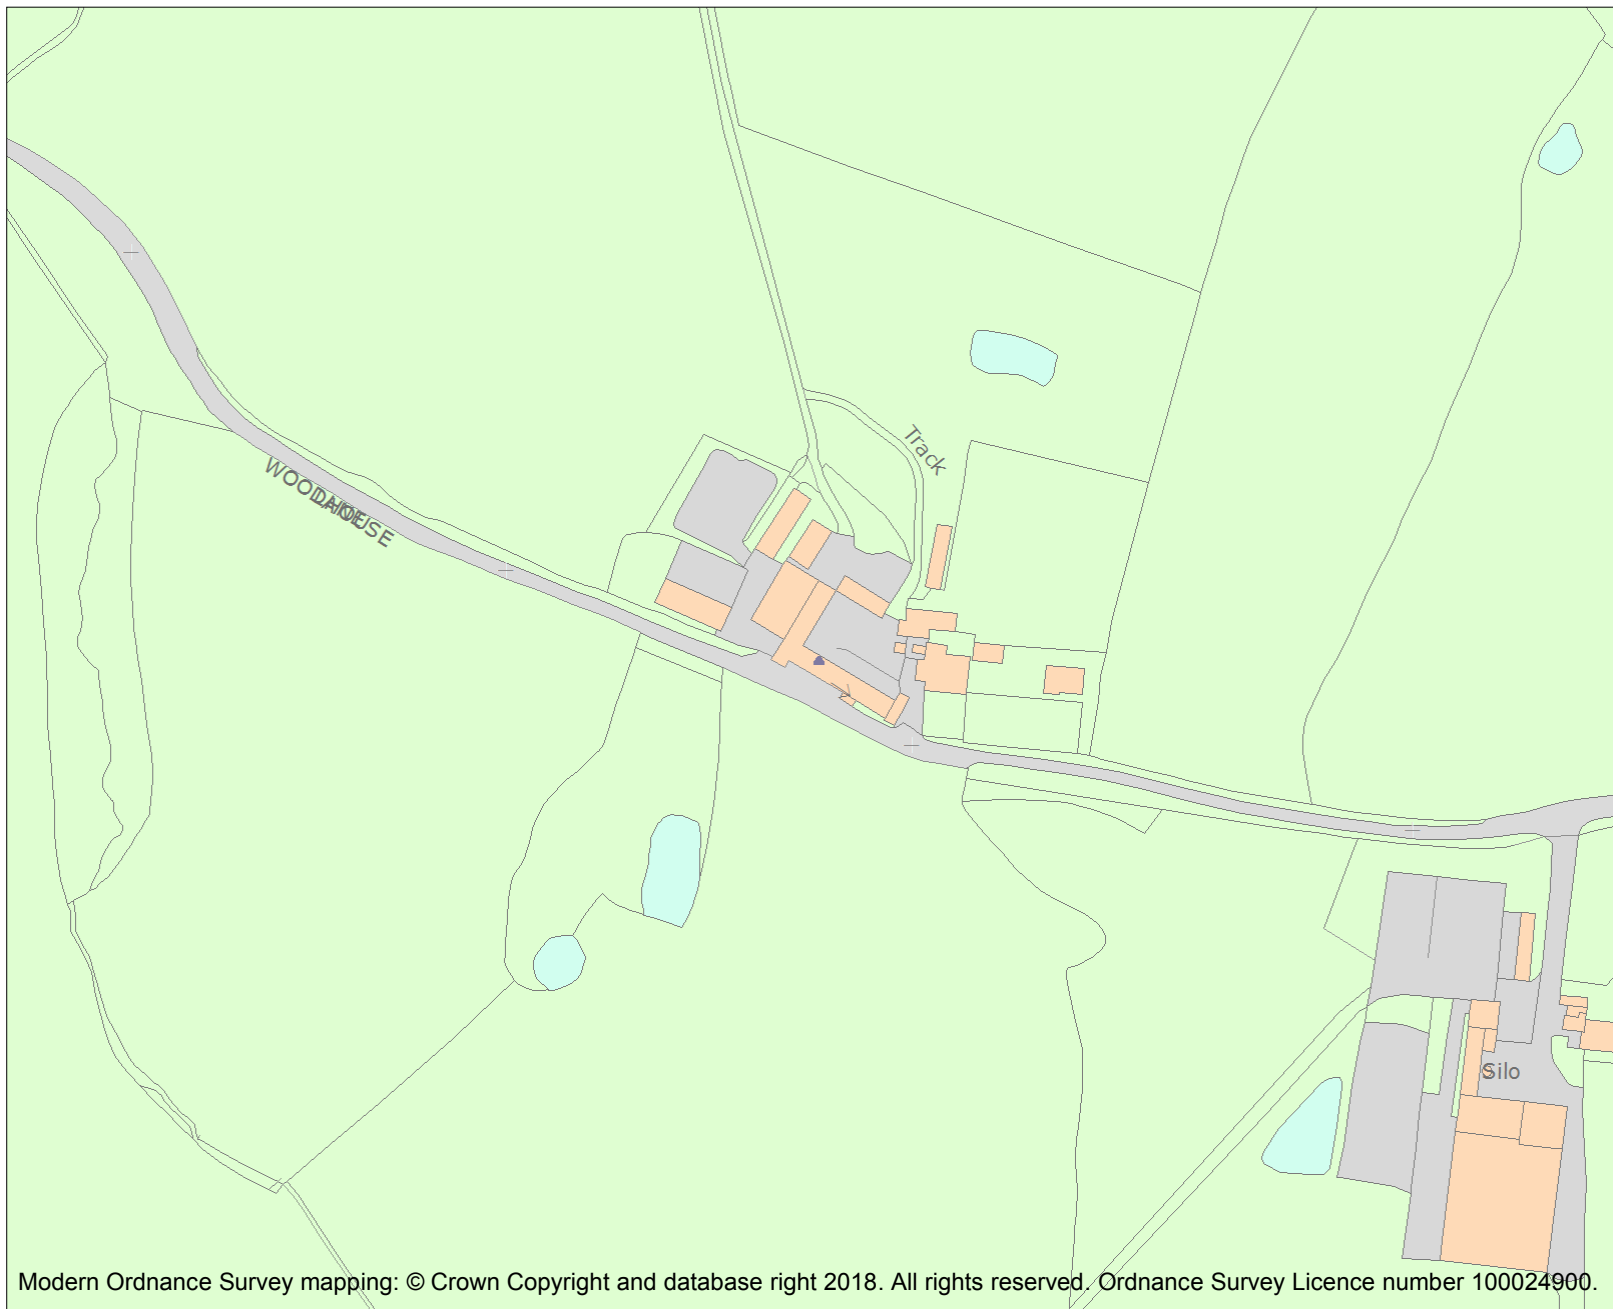 Track
WOODHOUSE
LANE
Silo
Modern Ordnance Survey mapping: © Crown Copyright and database right 2018. All rights reserved. Ordnance Survey Licence number 100024900.